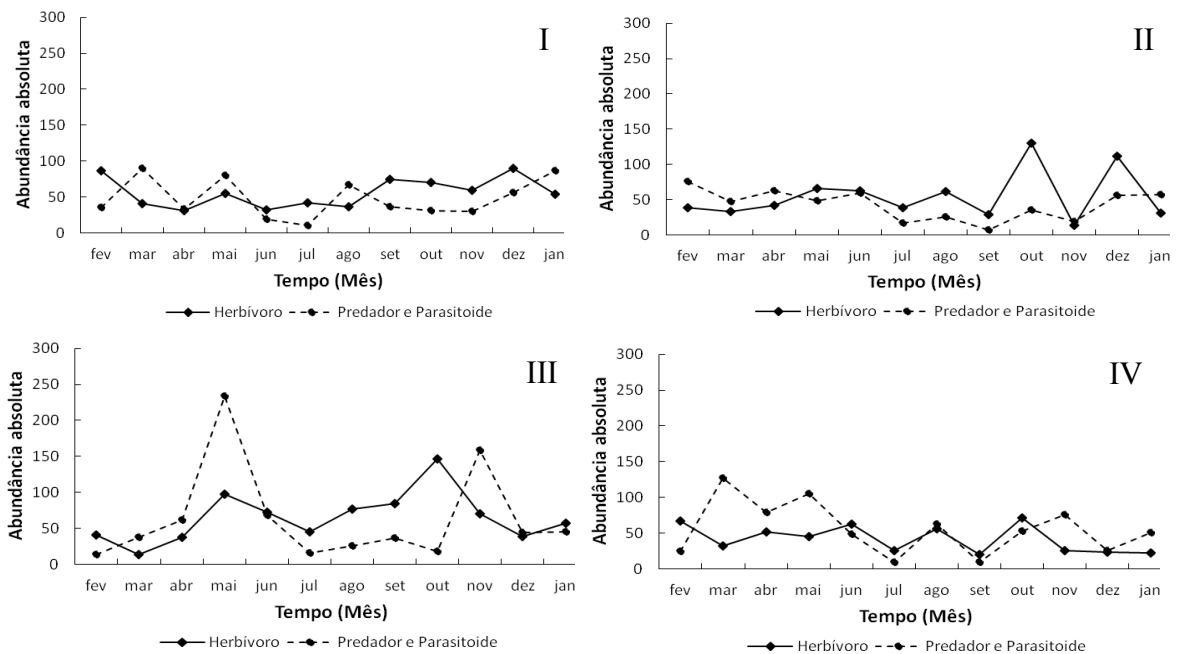 I
Abundância absoluta
300
250
200
150
100
50
0
fev mar abr mai jun jul ago set out nov dez jan
Tempo (Mês)
Herbívoro Predador e Parasitoide
II
Abundância absoluta
300
250
200
150
100
50
0
fev mar abr mai jun jul ago set out nov dez jan
Tempo (Mês)
Herbívoro Predador e Parasitoide
III
Abundância absoluta
300
250
200
150
100
50
0
fev mar abr mai jun jul ago set out nov dez jan
Tempo (Mês)
Herbívoro Predador e Parasitoide
IV
Abundância absoluta
300
250
200
150
100
50
0
fev mar abr mai jun jul ago set out nov dez jan
Tempo (Mês)
Herbívoro Predador e Parasitoide